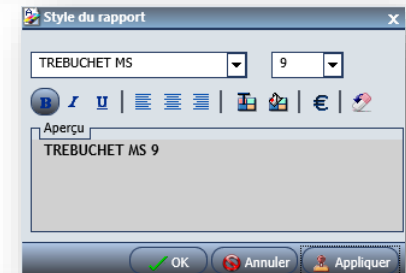 Style du rapport x
TREBUCHET MS 9
B I U €
Aperçu
TREBUCHET MS 9
OK Annuler Appliquer